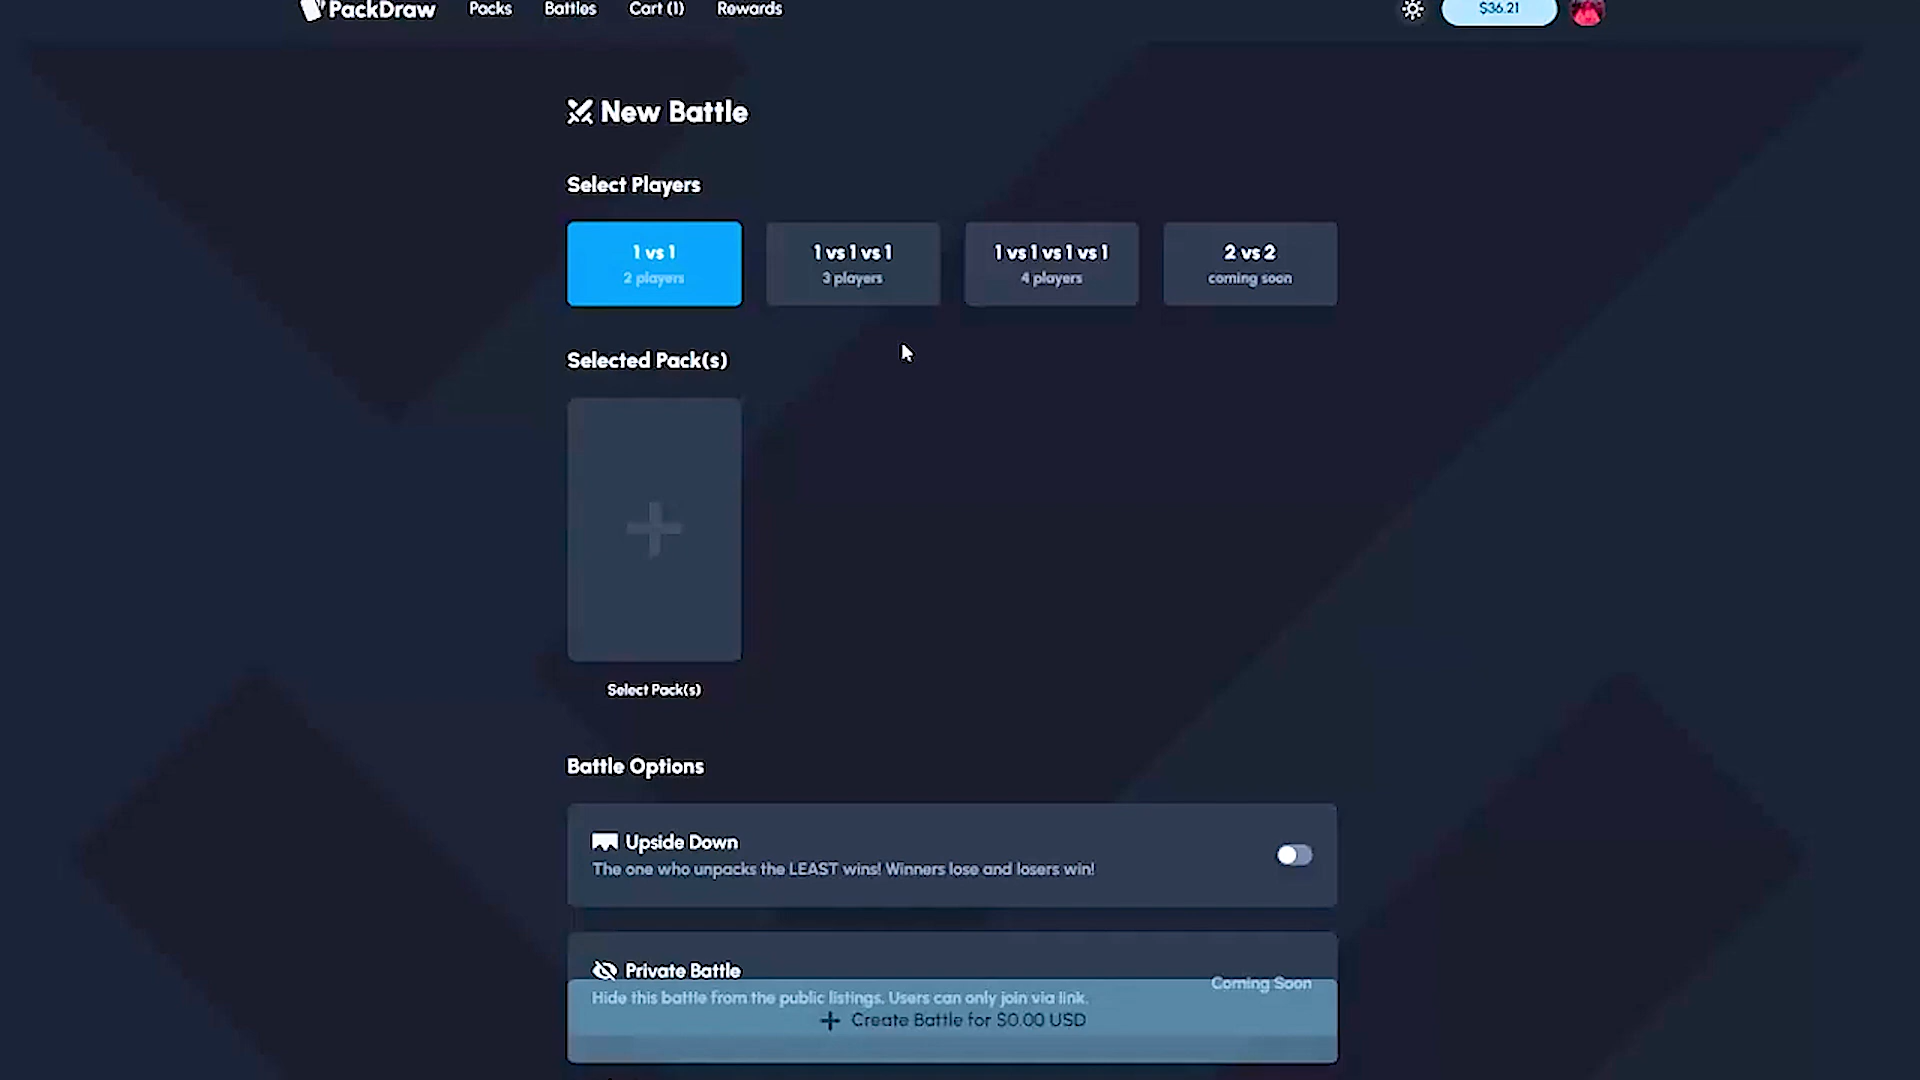 PackDraw Packs Battles Cart (1) Rewards $36.21
New Battle
Select Players
1 vs 1 1 vs 1 vs 1 1 vs 1 vs 1 vs 1 2 vs 2
2 players 3 players 4 players coming soon
Selected Pack(s)
Select Pack(s)
Battle Options
Upside Down
The one who unpacks the LEAST wins! Winners lose and losers win!
Private Battle
Coming Soon
Hide this battle from the public listings. Users can only join via link.
Create Battle for $0.00 USD